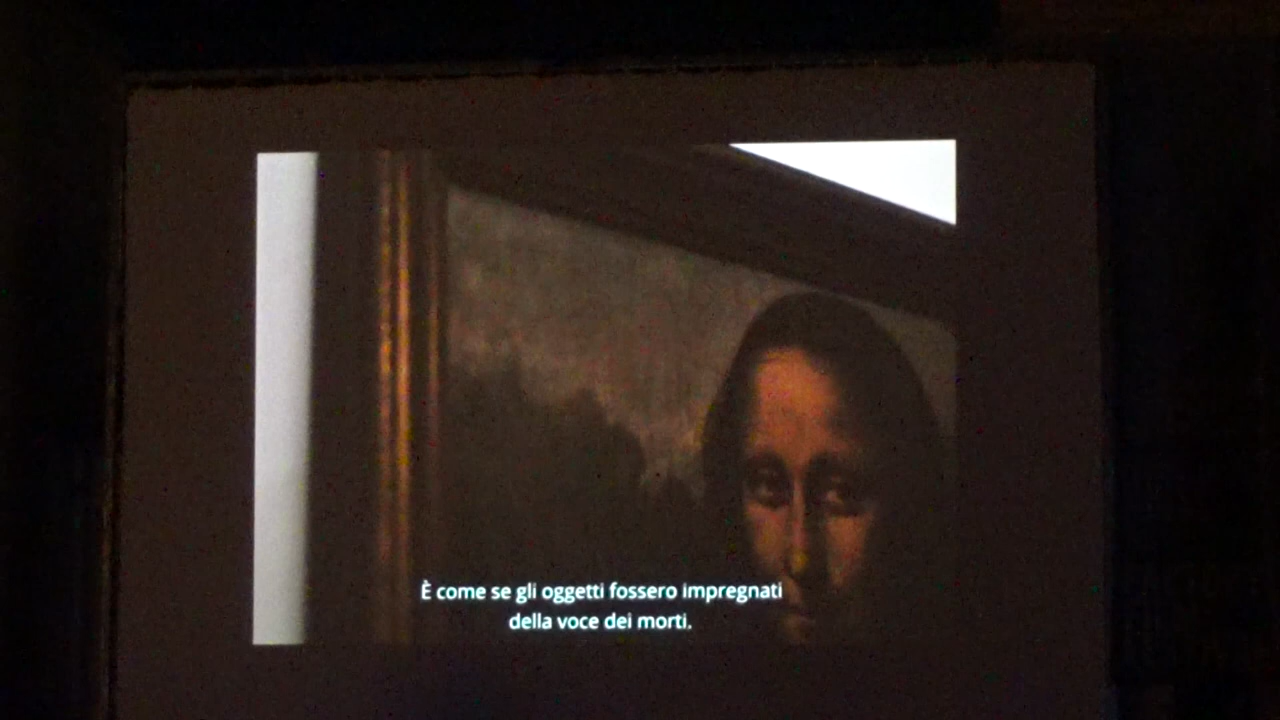 È come se gli oggetti fossero impregnati
della voce dei morti.